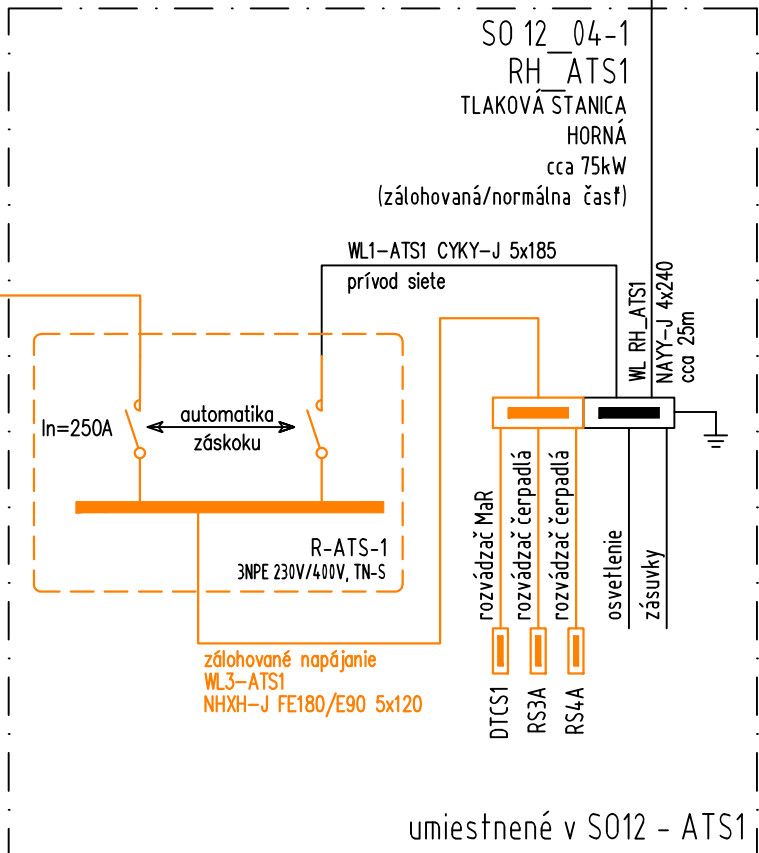 SO 12_04-1
RH_ATS1
TLAKOVÁ STANICA
HORNÁ
cca 75kW
(zálohovaná/normálna časť)
WL1-ATS1 CYKY-J 5x185
prívod siete
WL RH_ATS1
NAYY-J 4x240
cca 25m
In=250A
automatika
záskoku
R-ATS-1
3NPE 230V/400V, TN-S
rozvádzač MaR
rozvádzač čerpadlá
rozvádzač čerpadlá
osvetlenie
zásuvky
zálohované napájanie
WL3-ATS1
NHXH-J FE180/E90 5x120
DTCS1
RS3A
RS4A
umiestnené v SO12 - ATS1